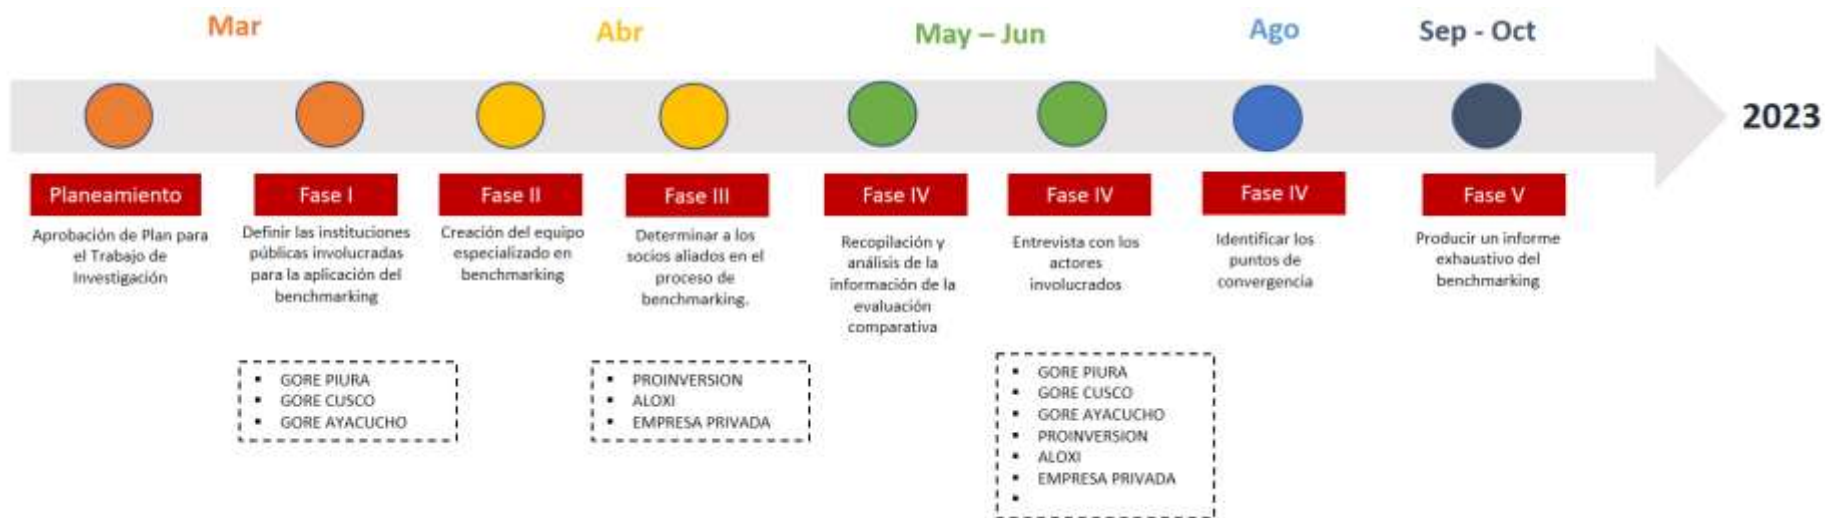 Mar
Abr
May – Jun
Ago
Sep - Oct
2023
Planeamiento
Aprobación de Plan para
el Trabajo de
Investigación
Fase I
Definir las instituciones
públicas involucradas
para la aplicación del
benchmarking
Fase II
Creación del equipo
especializado en
benchmarking
Fase III
Determinar a los
socios aliados en el
proceso de
benchmarking.
Fase IV
Recopilación y
análisis de la
información de la
evaluación
comparativa
Fase IV
Entrevista con los
actores
involucrados
Fase IV
Identificar los
puntos de
convergencia
Fase V
Producir un informe
exhaustivo del
benchmarking
▪ GORE PIURA
▪ GORE CUSCO
▪ GORE AYACUCHO
▪ PROINVERSION
▪ ALOXI
▪ EMPRESA PRIVADA
▪ GORE PIURA
▪ GORE CUSCO
▪ GORE AYACUCHO
▪ PROINVERSION
▪ ALOXI
▪ EMPRESA PRIVADA
▪